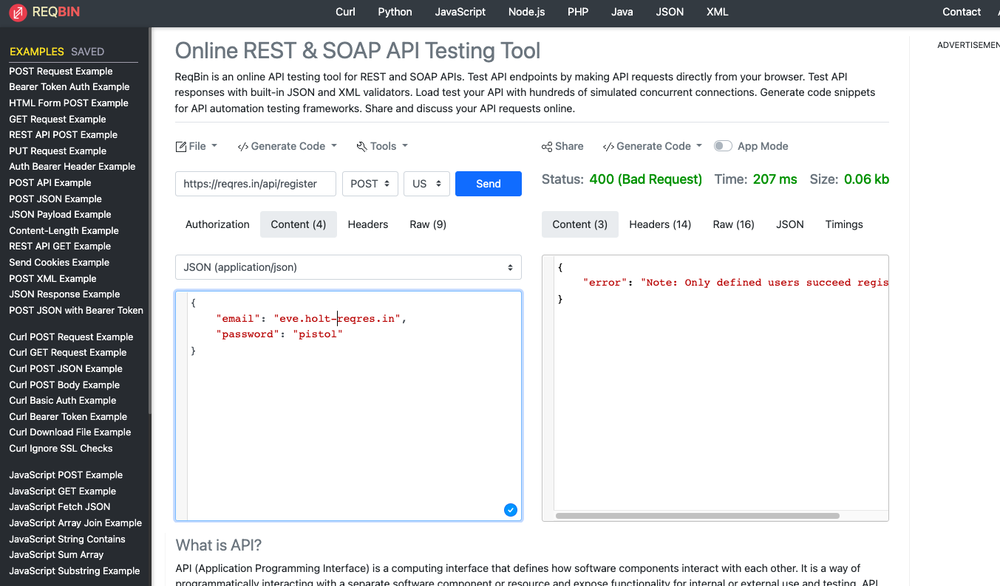 REQBIN
Curl Python JavaScript Node.js PHP Java JSON XML Contact
EXAMPLES SAVED
POST Request Example
Bearer Token Auth Example
HTML Form POST Example
GET Request Example
REST API POST Example
PUT Request Example
Auth Bearer Header Example
POST API Example
POST JSON Example
JSON Payload Example
Content-Length Example
REST API GET Example
Send Cookies Example
POST XML Example
JSON Response Example
POST JSON with Bearer Token
Curl POST Request Example
Curl GET Request Example
Curl POST JSON Example
Curl POST Body Example
Curl Basic Auth Example
Curl Bearer Token Example
Curl Download File Example
Curl Ignore SSL Checks
JavaScript POST Example
JavaScript GET Example
JavaScript Fetch JSON
JavaScript Array Join Example
JavaScript String Contains
JavaScript Sum Array
JavaScript Substring Example
Online REST & SOAP API Testing Tool
ReqBin is an online API testing tool for REST and SOAP APIs. Test API endpoints by making API requests directly from your browser. Test API
responses with built-in JSON and XML validators. Load test your API with hundreds of simulated concurrent connections. Generate code snippets
for API automation testing frameworks. Share and discuss your API requests online.
File </> Generate Code Tools
https://reqres.in/api/register POST US Send
Authorization Content (4) Headers Raw (9)
JSON (application/json)
{
"email": "eve.holt-reqres.in",
"password": "pistol"
}
Share </> Generate Code App Mode
Status: 400 (Bad Request) Time: 207 ms Size: 0.06 kb
Content (3) Headers (14) Raw (16) JSON Timings
{
"error": "Note: Only defined users succeed regis
}
What is API?
API (Application Programming Interface) is a computing interface that defines how software components interact with each other. It is a way of
programmatically interacting with a separate software component or resource and expose functionality for internal or external use and testing. API
ADVERTISEMEN